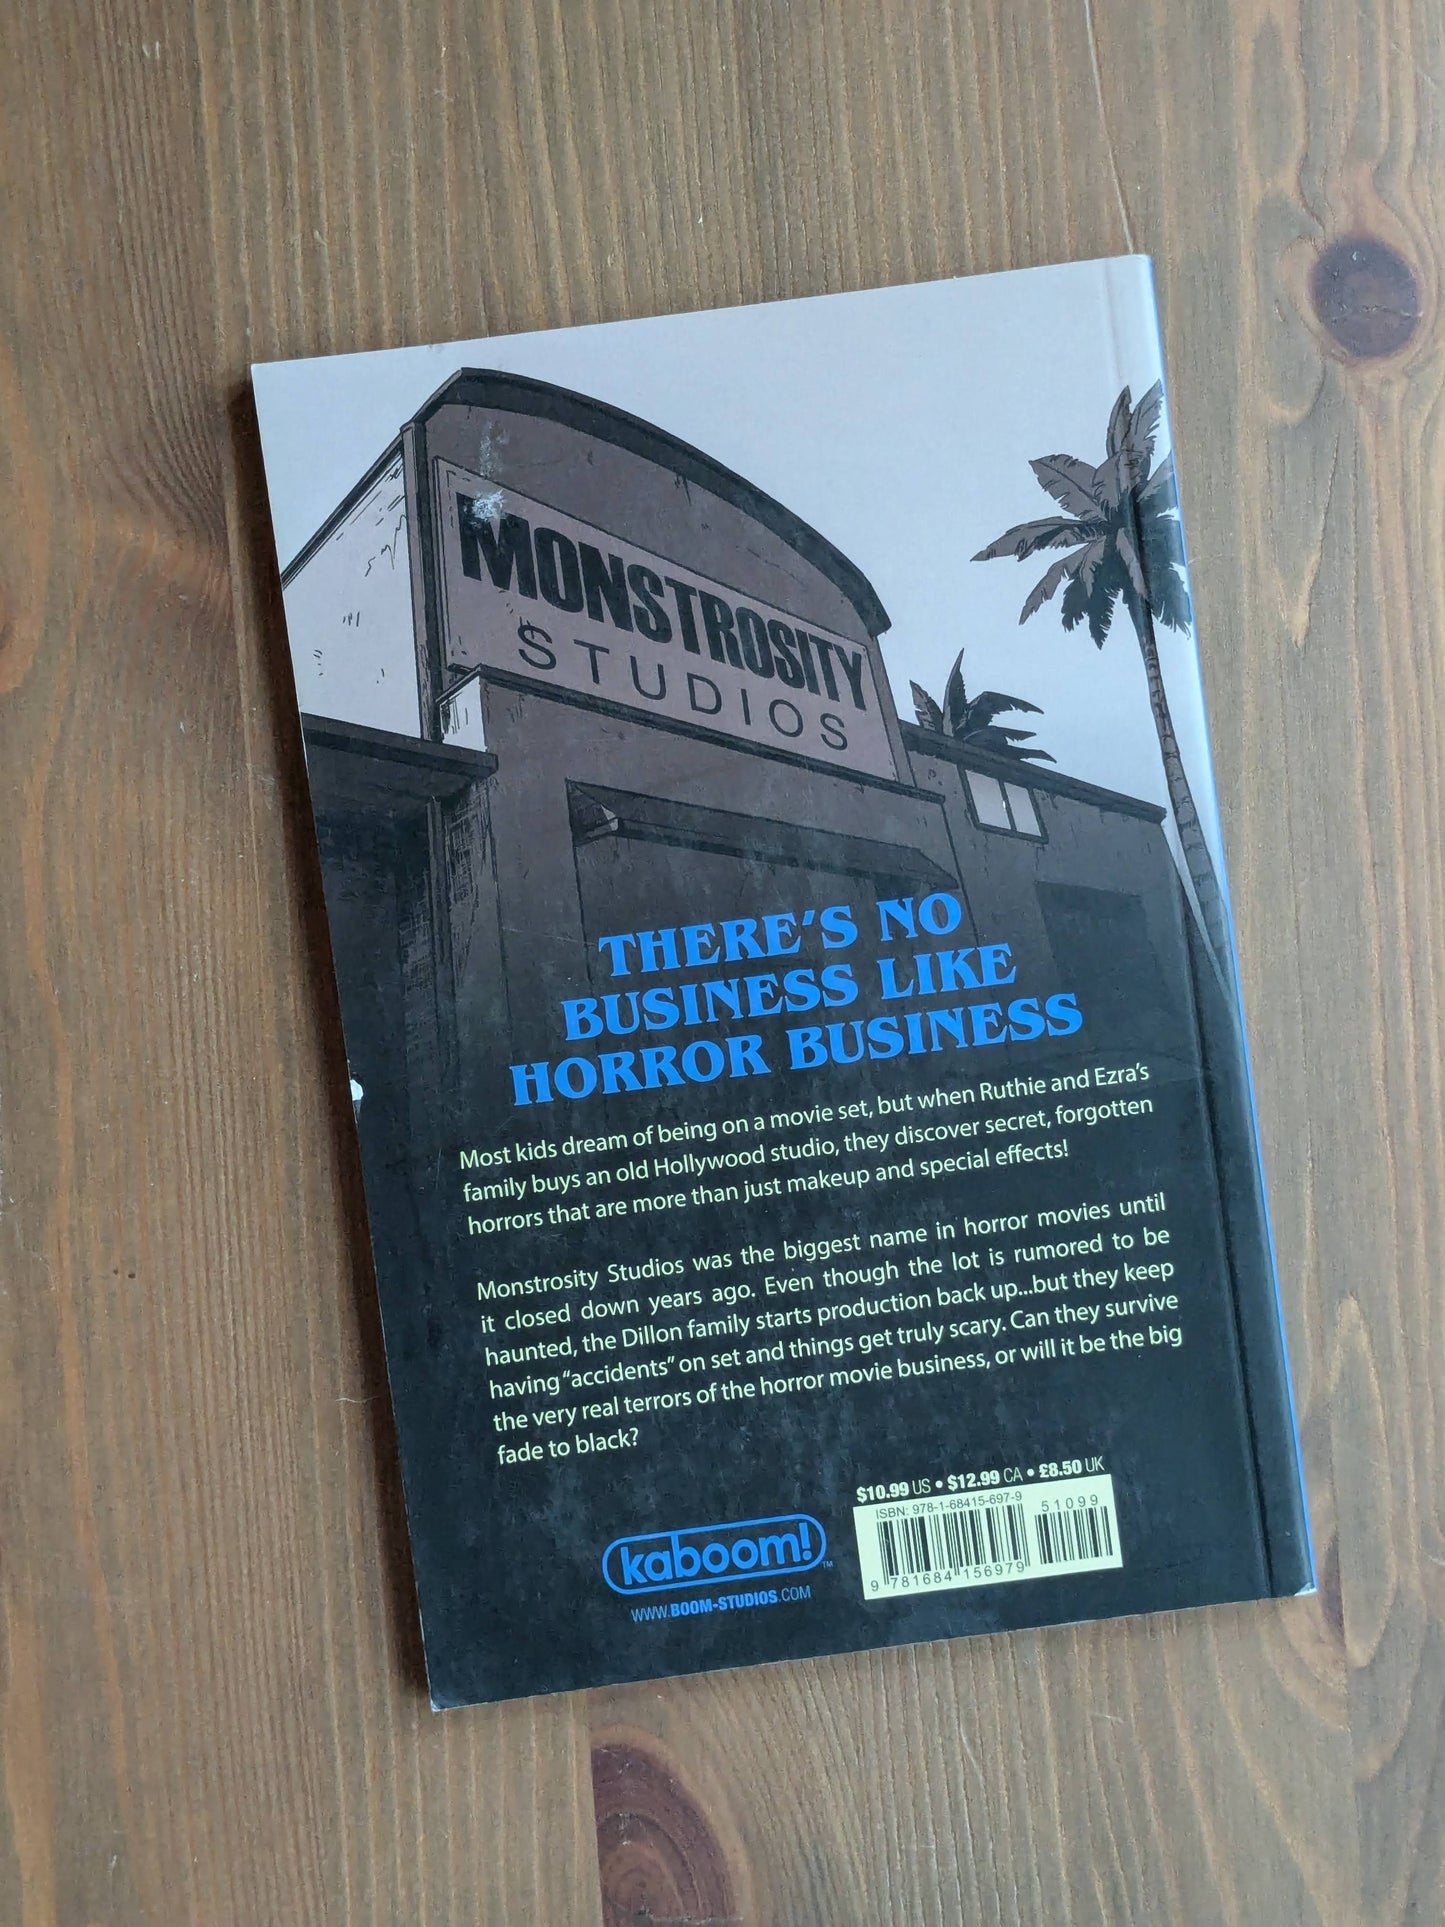 MONSTROSITY
STUDIOS
THERE'S NO
BUSINESS LIKE
HORROR BUSINESS
Most kids dream of being on a movie set, but when Ruthie and Ezra's
family buys an old Hollywood studio, they discover secret, forgotten
horrors that are more than just makeup and special effects!
Monstrosity Studios was the biggest name in horror movies until
it closed down years ago. Even though the lot is rumored to be
haunted, the Dillon family starts production back up...but they keep
having “accidents” on set and things get truly scary. Can they survive
the very real terrors of the horror movie business, or will it be the big
fade to black?
$10.99 US • $12.99 CA • £8.50 UK
ISBN: 978-1-68415-697-9
51099
9 781684 156979
kaboom!™
WWW.BOOM-STUDIOS.COM